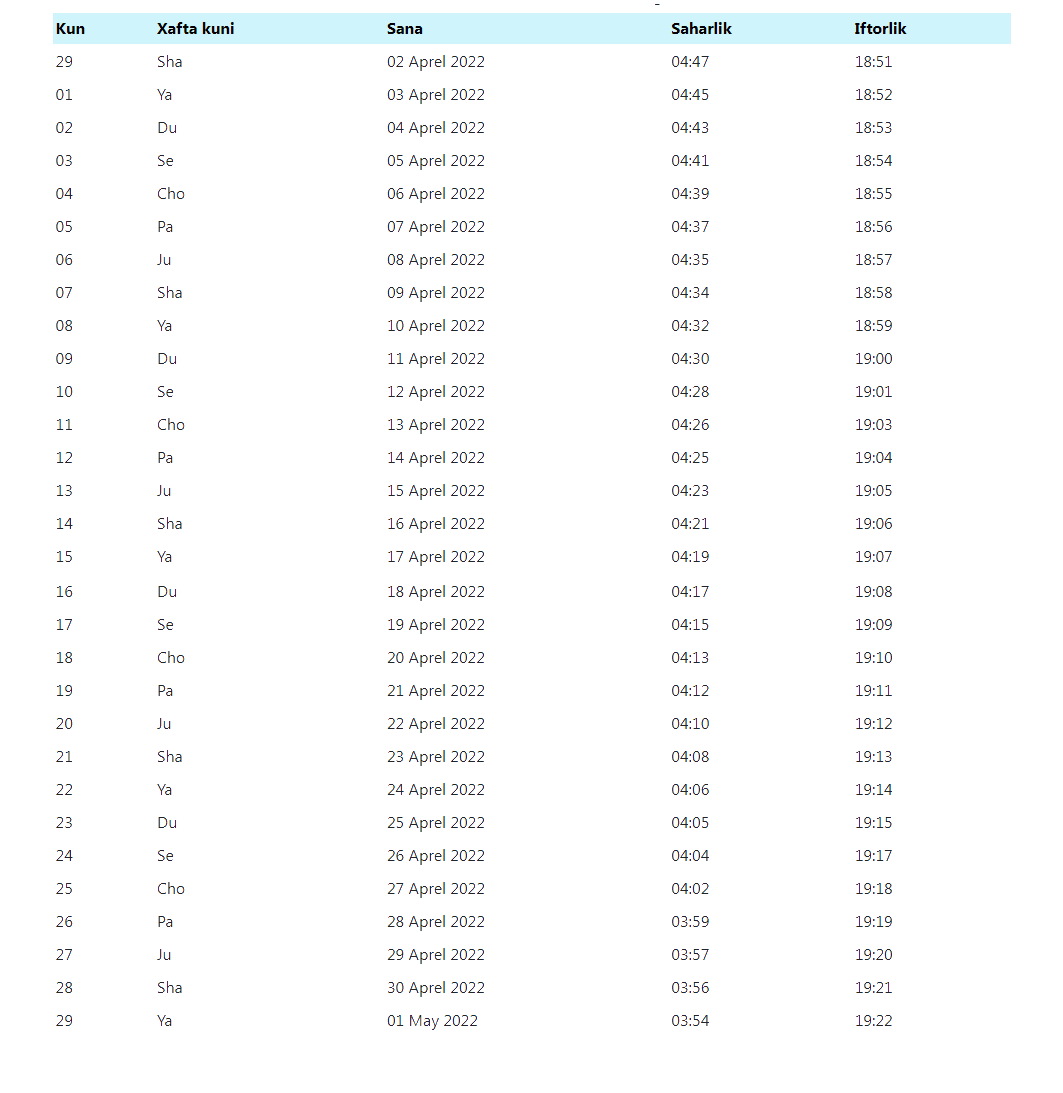 Kun Xafta kuni Sana Saharlik Iftorlik
29 Sha 02 Aprel 2022 04:47 18:51
01 Ya 03 Aprel 2022 04:45 18:52
02 Du 04 Aprel 2022 04:43 18:53
03 Se 05 Aprel 2022 04:41 18:54
04 Cho 06 Aprel 2022 04:39 18:55
05 Pa 07 Aprel 2022 04:37 18:56
06 Ju 08 Aprel 2022 04:35 18:57
07 Sha 09 Aprel 2022 04:34 18:58
08 Ya 10 Aprel 2022 04:32 18:59
09 Du 11 Aprel 2022 04:30 19:00
10 Se 12 Aprel 2022 04:28 19:01
11 Cho 13 Aprel 2022 04:26 19:03
12 Pa 14 Aprel 2022 04:25 19:04
13 Ju 15 Aprel 2022 04:23 19:05
14 Sha 16 Aprel 2022 04:21 19:06
15 Ya 17 Aprel 2022 04:19 19:07
16 Du 18 Aprel 2022 04:17 19:08
17 Se 19 Aprel 2022 04:15 19:09
18 Cho 20 Aprel 2022 04:13 19:10
19 Pa 21 Aprel 2022 04:12 19:11
20 Ju 22 Aprel 2022 04:10 19:12
21 Sha 23 Aprel 2022 04:08 19:13
22 Ya 24 Aprel 2022 04:06 19:14
23 Du 25 Aprel 2022 04:05 19:15
24 Se 26 Aprel 2022 04:04 19:17
25 Cho 27 Aprel 2022 04:02 19:18
26 Pa 28 Aprel 2022 03:59 19:19
27 Ju 29 Aprel 2022 03:57 19:20
28 Sha 30 Aprel 2022 03:56 19:21
29 Ya 01 May 2022 03:54 19:22